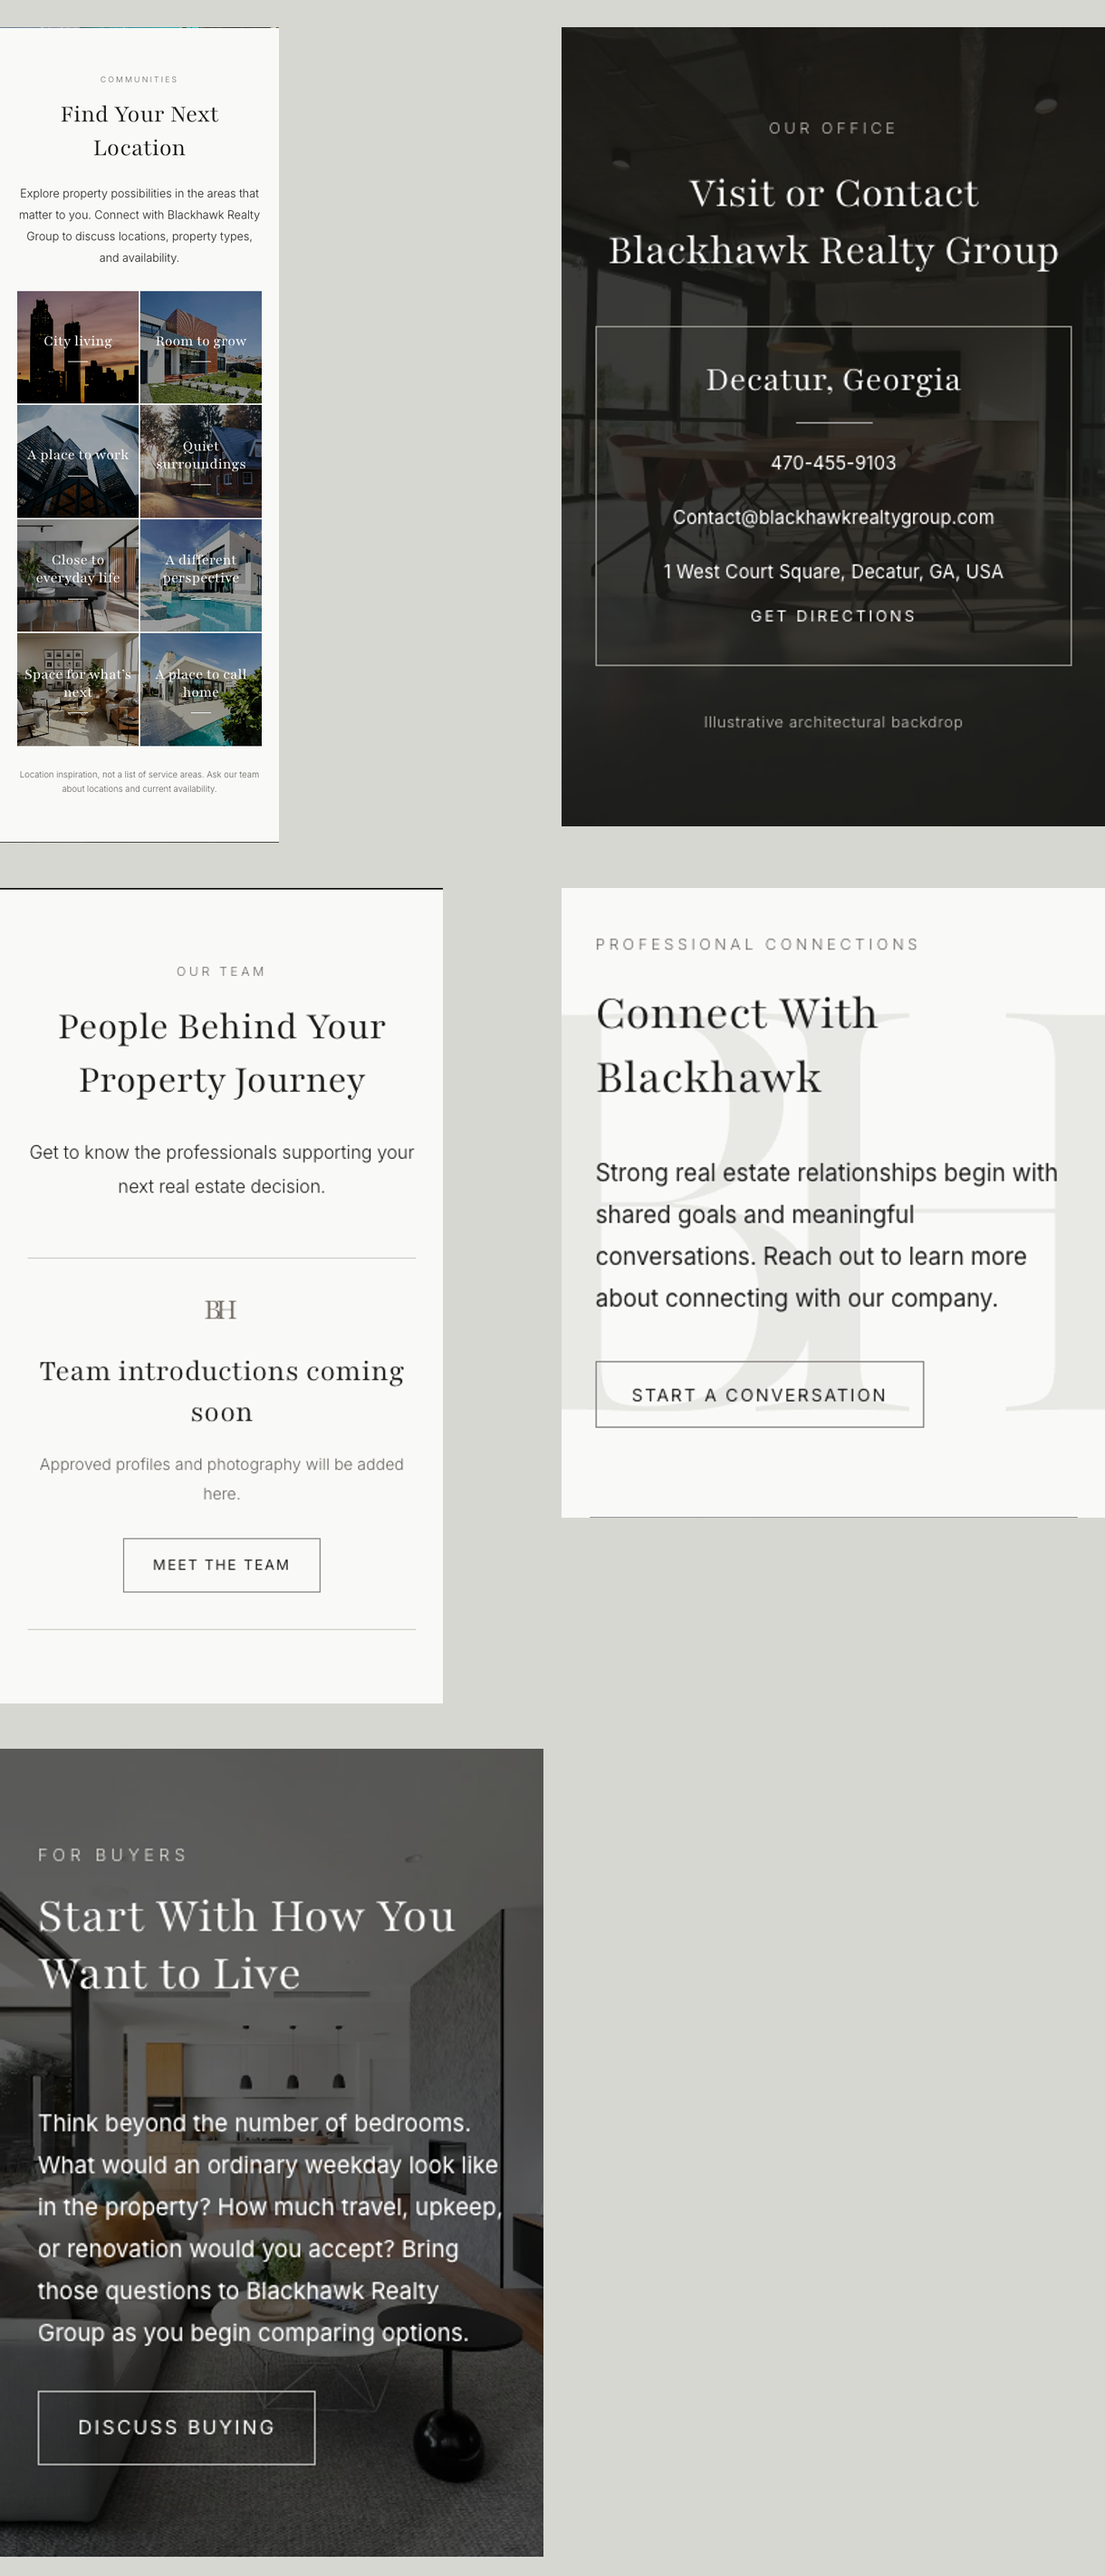 COMMUNITIES
Find Your Next
Location
Explore property possibilities in the areas that
matter to you. Connect with Blackhawk Realty
Group to discuss locations, property types,
and availability.
City living
Room to grow
A place to work
Quiet
surroundings
Close to
everyday life
A different
perspective
Space for what's
next
A place to call
home
Location inspiration, not a list of service areas. Ask our team
about locations and current availability.
OUR OFFICE
Visit or Contact
Blackhawk Realty Group
Decatur, Georgia
470-455-9103
Contact@blackhawkrealtygroup.com
1 West Court Square, Decatur, GA, USA
GET DIRECTIONS
Illustrative architectural backdrop
OUR TEAM
People Behind Your
Property Journey
Get to know the professionals supporting your
next real estate decision.
BH
Team introductions coming
soon
Approved profiles and photography will be added
here.
MEET THE TEAM
PROFESSIONAL CONNECTIONS
Connect With
Blackhawk
BH
Strong real estate relationships begin with
shared goals and meaningful
conversations. Reach out to learn more
about connecting with our company.
START A CONVERSATION
FOR BUYERS
Start With How You
Want to Live
Think beyond the number of bedrooms.
What would an ordinary weekday look like
in the property? How much travel, upkeep,
or renovation would you accept? Bring
those questions to Blackhawk Realty
Group as you begin comparing options.
DISCUSS BUYING